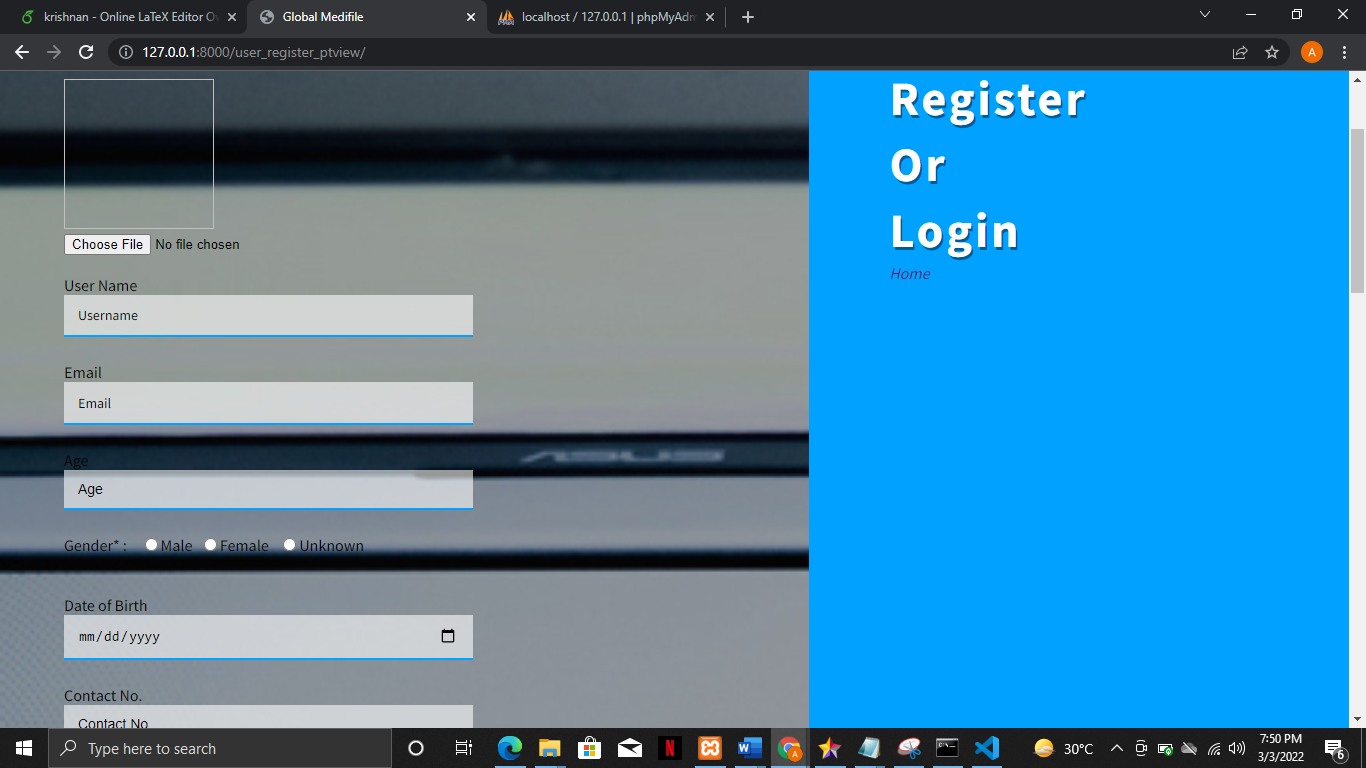 krishnan - Online LaTeX Editor Ov
Global Medifile
localhost / 127.0.0.1 | phpMyAdm
127.0.0.1:8000/user_register_ptview/
A
Choose File No file chosen
User Name
Username
Email
Email
Age
Age
Gender* : Male Female Unknown
Date of Birth
mm/dd/yyyy
Contact No.
Contact No
Register
Or
Login
Home
ASUS
Type here to search
N
W
A
30°C
7:50 PM
3/3/2022
6